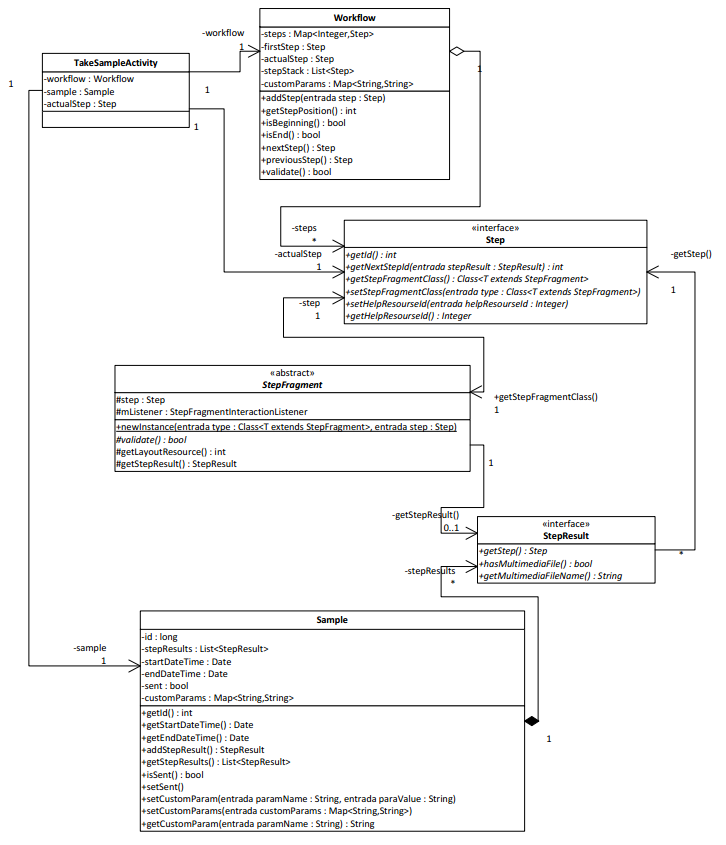 Workflow
-steps : Map<Integer,Step>
-firstStep : Step
-actualStep : Step
-stepStack : List<Step>
-customParams : Map<String,String>
+addStep(entrada step : Step)
+getStepPosition() : int
+isBeginning() : bool
+isEnd() : bool
+nextStep() : Step
+previousStep() : Step
+validate() : bool
-workflow
1
1
TakeSampleActivity
-workflow : Workflow
-sample : Sample
-actualStep : Step
1
1
1
-steps
*
-actualStep
1
-step
1
«interface»
Step
+getId() : int
+getNextStepId(entrada stepResult : StepResult) : int
+getStepFragmentClass() : Class<T extends StepFragment>
+setStepFragmentClass(entrada type : Class<T extends StepFragment>)
+setHelpResourseId(entrada helpResourseId : Integer)
+getHelpResourseId() : Integer
-getStep()
1
«abstract»
StepFragment
#step : Step
#mListener : StepFragmentInteractionListener
+newInstance(entrada type : Class<T extends StepFragment>, entrada step : Step)
#validate() : bool
#getLayoutResource() : int
#getStepResult() : StepResult
+getStepFragmentClass()
1
1
-getStepResult()
0..1
«interface»
StepResult
+getStep() : Step
+hasMultimediaFile() : bool
+getMultimediaFileName() : String
*
-stepResults
*
-sample
1
Sample
-id : long
-stepResults : List<StepResult>
-startDateTime : Date
-endDateTime : Date
-sent : bool
-customParams : Map<String,String>
+getId() : int
+getStartDateTime() : Date
+getEndDateTime() : Date
+addStepResult() : StepResult
+getStepResults() : List<StepResult>
+isSent() : bool
+setSent()
+setCustomParam(entrada paramName : String, entrada paraValue : String)
+setCustomParams(entrada customParams : Map<String,String>)
+getCustomParam(entrada paramName : String) : String
1